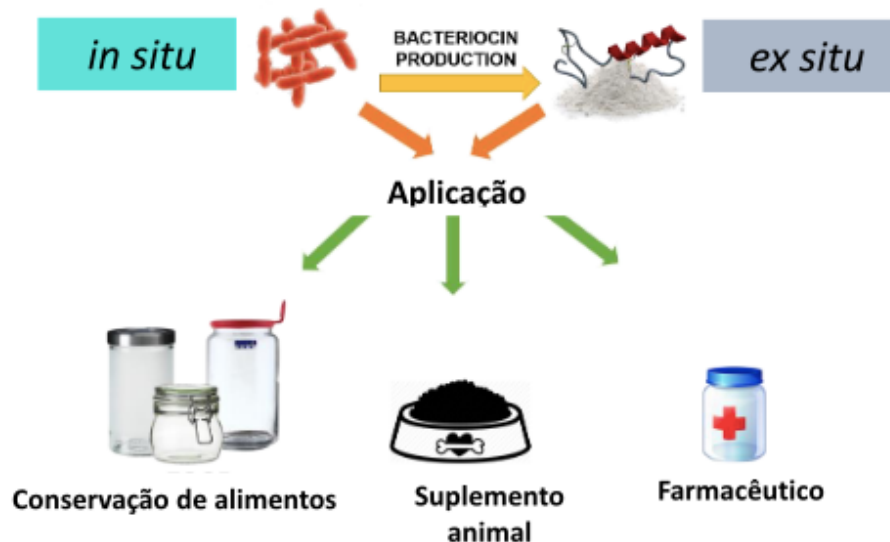 in situ
BACTERIOCIN
PRODUCTION
ex situ
Aplicação
Conservação de alimentos
Suplemento
animal
Farmacêutico